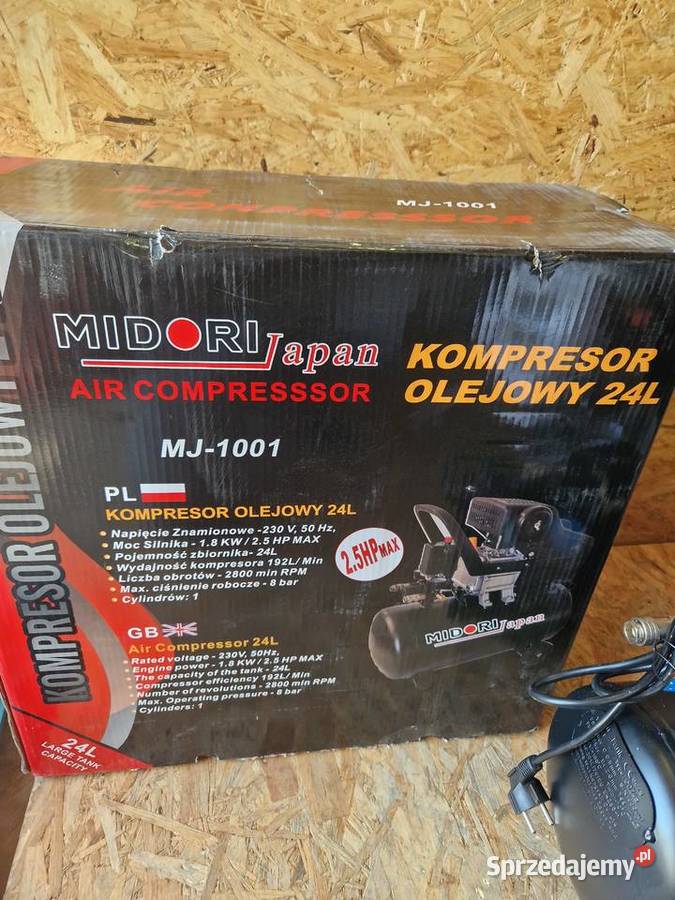 AIR
COMPRESSSOR
MJ-1001
MIDORI Japan
AIR COMPRESSSOR
KOMPRESOR
OLEJOWY 24L
MJ-1001
PL
KOMPRESOR OLEJOWY 24L
• Napięcie Znamionowe -230 V, 50 Hz,
• Moc Silnika - 1.8 KW / 2.5 HP MAX
• Pojemność zbiornika- 24L
• Wydajność kompresora 192L/ Min
• Liczba obrotów - 2800 min RPM
• Max. ciśnienie robocze - 8 bar
• Cylindrów: 1
2,5HP MAX
GB
Air Compressor 24L
• Rated voltage - 230V, 50Hz,
• Engine power - 1.8 KW / 2.5 HP MAX
• The capacity of the tank - 24L
• Compressor efficiency 192L/ Min
• Number of revolutions - 2800 min RPM
• Max. Operating pressure - 8 bar
• Cylinders: 1
MIDORI Japan
KOMPRESOR OLEJOWY
24L
LARGE TANK
CAPACITY
Sprzedajemy.pl